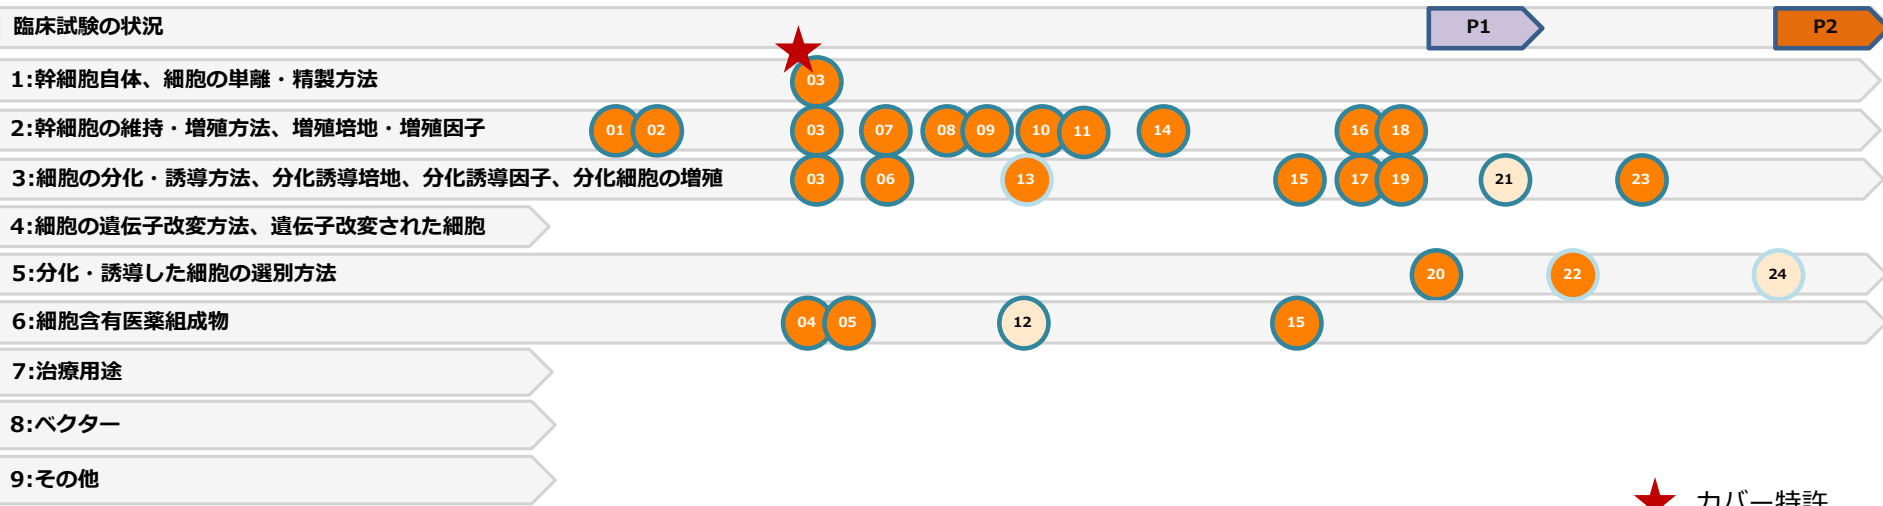 臨床試験の状況 P1 P2
1:幹細胞自体、細胞の単離・精製方法 03
2:幹細胞の維持・増殖方法、増殖培地・増殖因子 01 02 03 07 08 09 10 11 14 16 18
3:細胞の分化・誘導方法、分化誘導培地、分化誘導因子、分化細胞の増殖 03 06 13 15 17 19 21 23
4:細胞の遺伝子改変方法、遺伝子改変された細胞
5:分化・誘導した細胞の選別方法 20 22 24
6:細胞含有医薬組成物 04 05 12 15
7:治療用途
8:ベクター
9:その他
カバー特許